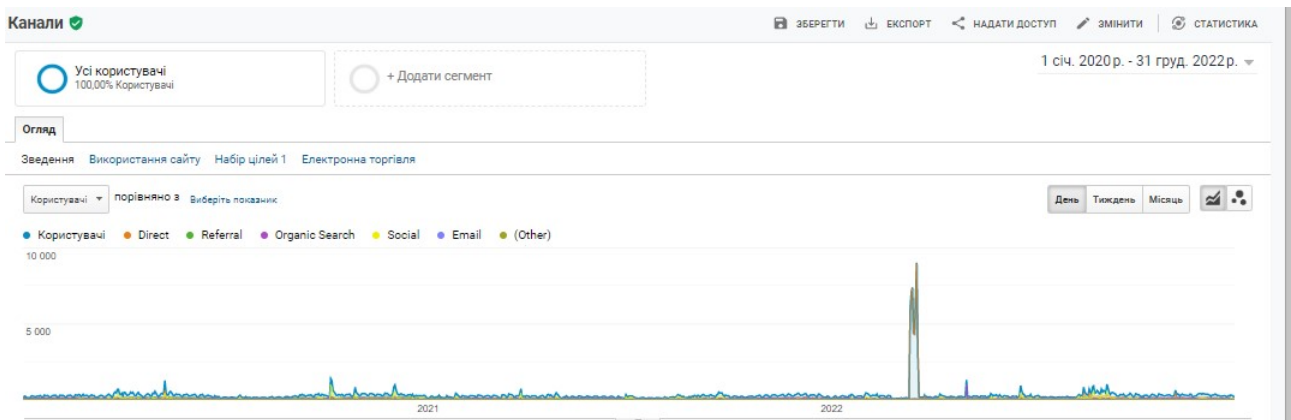 Канали
ЗБЕРЕГТИ ЕКСПОРТ НАДАТИ ДОСТУП ЗМІНИТИ СТАТИСТИКА
Усі користувачі
100,00% Користувачі
+ Додати сегмент
1 січ. 2020 р. - 31 груд. 2022 р.
Огляд
Зведення Використання сайту Набір цілей 1 Електронна торгівля
Користувачі порівняно з Виберіть показник
День Тиждень Місяць
Користувачі Direct Referral Organic Search Social Email (Other)
10 000
5 000
2021 2022